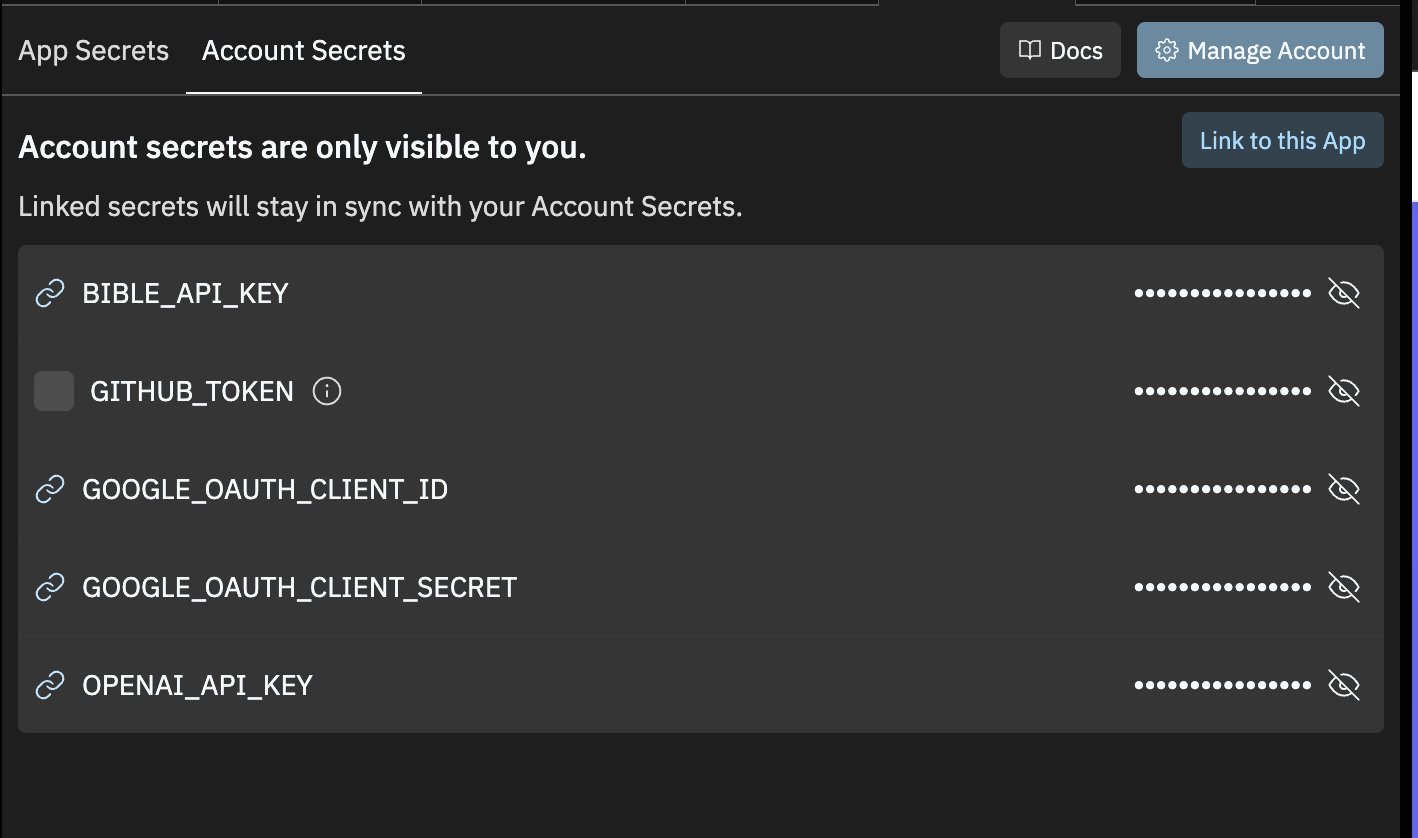 App Secrets
Account Secrets
Docs
Manage Account
Account secrets are only visible to you.
Link to this App
Linked secrets will stay in sync with your Account Secrets.
BIBLE_API_KEY ••••••••••••••••
GITHUB_TOKEN ••••••••••••••••
GOOGLE_OAUTH_CLIENT_ID ••••••••••••••••
GOOGLE_OAUTH_CLIENT_SECRET ••••••••••••••••
OPENAI_API_KEY ••••••••••••••••